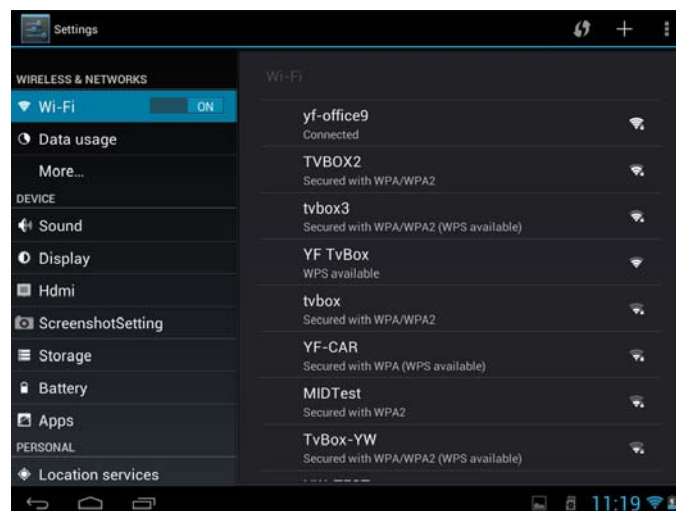 Settings
WIRELESS & NETWORKS
Wi-Fi ON
Data usage
More...
DEVICE
Sound
Display
Hdmi
ScreenshotSetting
Storage
Battery
Apps
PERSONAL
Location services
Wi-Fi
yf-office9
Connected
TVBOX2
Secured with WPA/WPA2
tvbox3
Secured with WPA/WPA2 (WPS available)
YF TvBox
WPS available
tvbox
Secured with WPA/WPA2
YF-CAR
Secured with WPA (WPS available)
MIDTest
Secured with WPA2
TvBox-YW
Secured with WPA/WPA2 (WPS available)
11:19